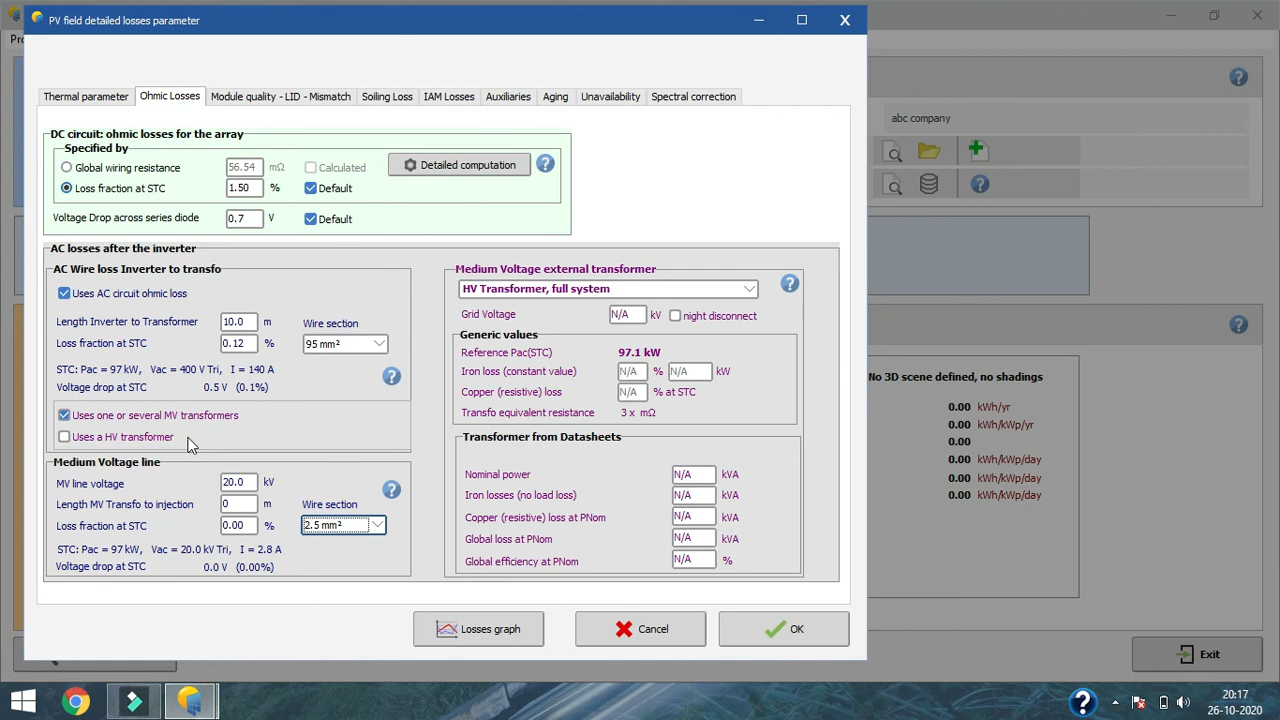 PV field detailed losses parameter
Pro
Thermal parameter
Ohmic Losses
Module quality - LID - Mismatch
Soiling Loss
IAM Losses
Auxiliaries
Aging
Unavailability
Spectral correction
abc company
DC circuit: ohmic losses for the array
Specified by
Global wiring resistance 56.54 mΩ Calculated
Detailed computation
Loss fraction at STC 1.50 % Default
Voltage Drop across series diode 0.7 V Default
AC losses after the inverter
AC Wire loss Inverter to transfo
Uses AC circuit ohmic loss
Length Inverter to Transformer 10.0 m Wire section
Loss fraction at STC 0.12 % 95 mm²
STC: Pac = 97 kW, Vac = 400 V Tri, I = 140 A
Voltage drop at STC 0.5 V (0.1%)
Uses one or several MV transformers
Uses a HV transformer
Medium Voltage line
MV line voltage 20.0 kV
Length MV Transfo to injection 0 m Wire section
Loss fraction at STC 0.00 % 2.5 mm²
STC: Pac = 97 kW, Vac = 20.0 kV Tri, I = 2.8 A
Voltage drop at STC 0.0 V (0.00%)
Medium Voltage external transformer
HV Transformer, full system
Grid Voltage N/A kV night disconnect
Generic values
Reference Pac(STC) 97.1 kW
Iron loss (constant value) N/A % N/A kW
Copper (resistive) loss N/A % at STC
Transfo equivalent resistance 3 x mΩ
Transformer from Datasheets
Nominal power N/A kVA
Iron losses (no load loss) N/A kVA
Copper (resistive) loss at PNom N/A kVA
Global loss at PNom N/A kVA
Global efficiency at PNom N/A %
No 3D scene defined, no shadings
0.00 kWh/yr
0.00 kWh/kWp/yr
0.00
0.00 kWh/kWp/day
0.00 kWh/kWp/day
0.00 kWh/kWp/day
Losses graph
Cancel
OK
Exit
20:17
26-10-2020